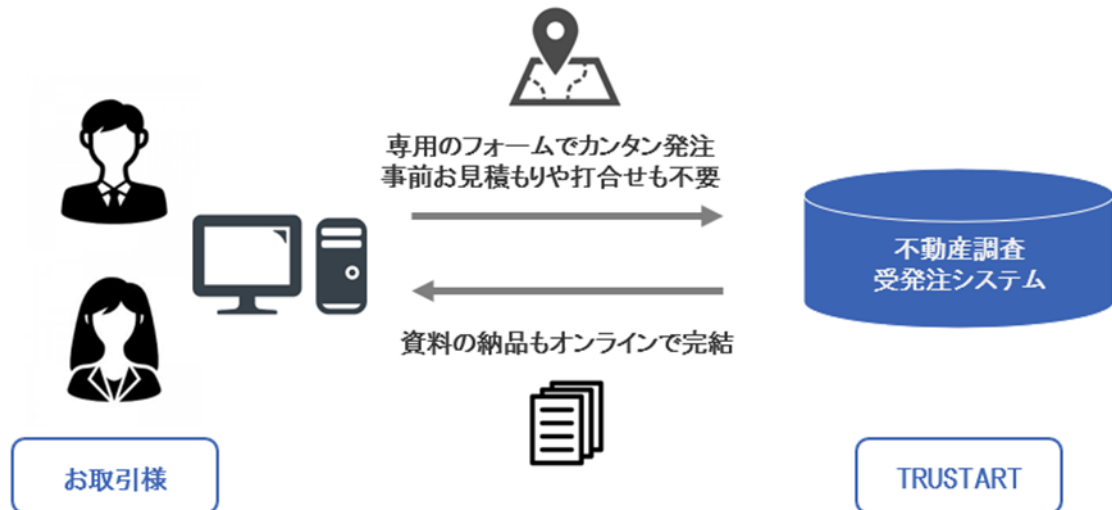 専用のフォームでカンタン発注
事前お見積もりや打合せも不要
不動産調査
受発注システム
資料の納品もオンラインで完結
お取引様
TRUSTART